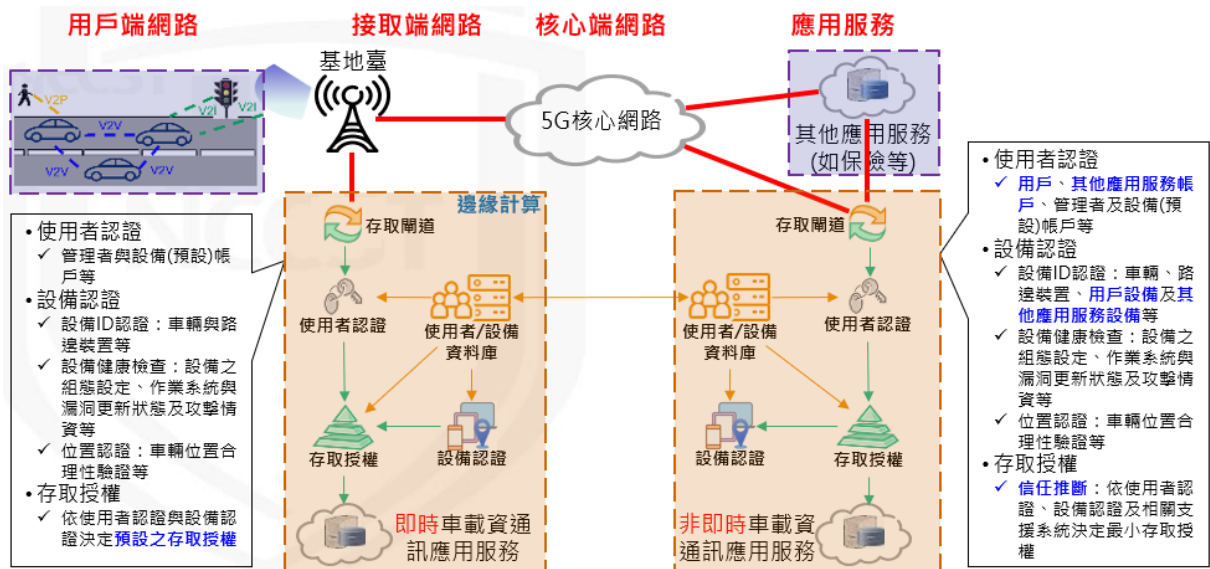 用戶端網路
接取端網路
核心端網路
應用服務
V2P
V2I
V2I
V2V
V2V
V2V
基地臺
5G核心網路
其他應用服務
(如保險等)
• 使用者認證
✓ 管理者與設備(預設)帳
戶等
• 設備認證
✓ 設備ID認證：車輛與路
邊裝置等
✓ 設備健康檢查：設備之
組態設定、作業系統與
漏洞更新狀態及攻擊情
資等
✓ 位置認證：車輛位置合
理性驗證等
• 存取授權
✓ 依使用者認證與設備認
證決定預設之存取授權
邊緣計算
存取閘道
使用者認證
使用者/設備
資料庫
存取授權
設備認證
即時車載資通
訊應用服務
存取閘道
使用者/設備
資料庫
使用者認證
設備認證
存取授權
非即時車載資
通訊應用服務
• 使用者認證
✓ 用戶、其他應用服務帳
戶、管理者及設備(預
設)帳戶等
• 設備認證
✓ 設備ID認證：車輛、路
邊裝置、用戶設備及其
他應用服務設備等
✓ 設備健康檢查：設備之
組態設定、作業系統與
漏洞更新狀態及攻擊情
資等
✓ 位置認證：車輛位置合
理性驗證等
• 存取授權
✓ 信任推斷：依使用者認
證、設備認證及相關支
援系統決定最小存取授
權